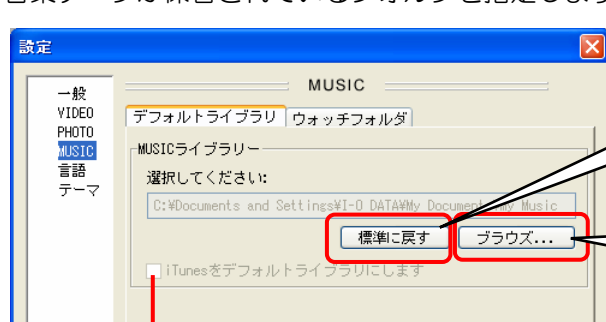 音楽データが保管されているフォルダを指定します
設定
一般
VIDEO
PHOTO
MUSIC
言語
テーマ
MUSIC
デフォルトライブラリ
ウォッチフォルダ
MUSICライブラリー
選択してください:
C:¥Documents and Settings¥I-O DATA¥My Documents¥My Music
標準に戻す
ブラウズ...
iTunesをデフォルトライブラリにします